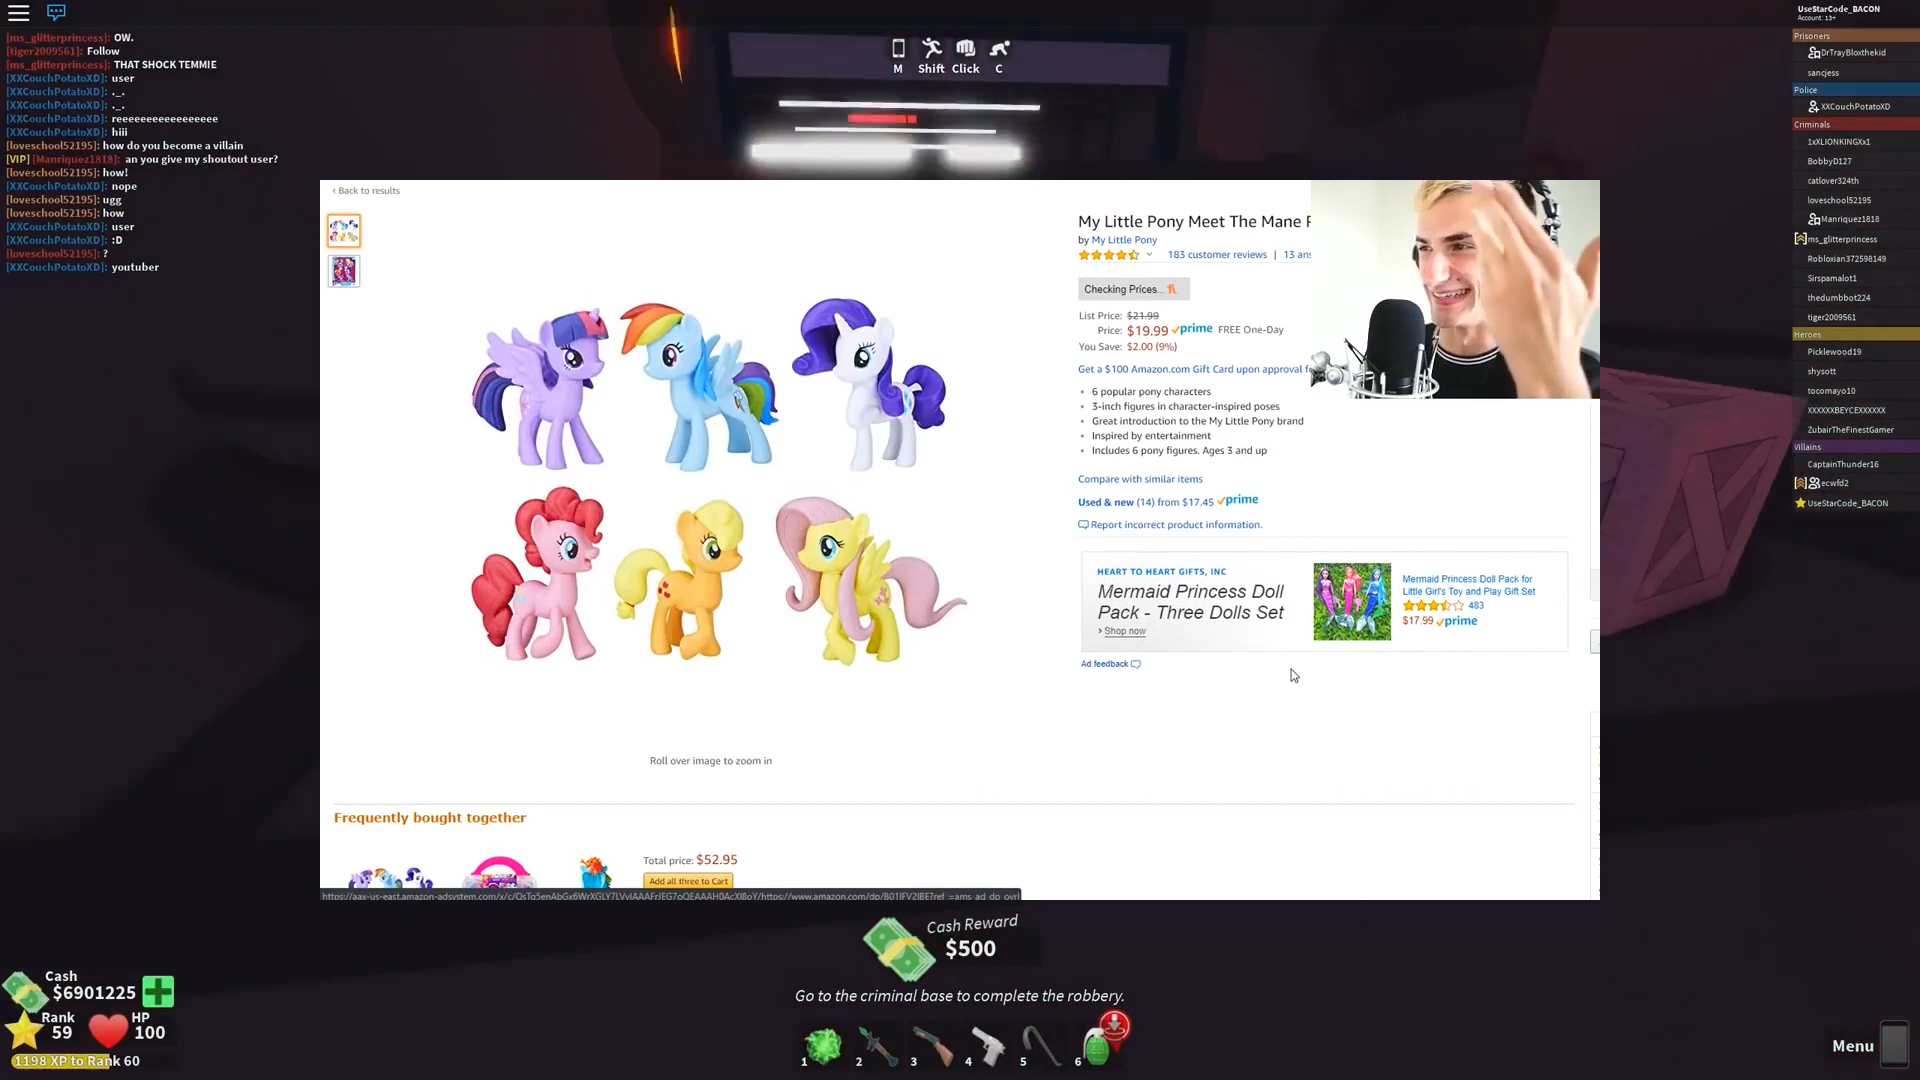 [ms_glitterprincess]: OW.
[tiger2009561]: Follow
[ms_glitterprincess]: THAT SHOCK TEMMIE
[XXCouchPotatoXD]: user
[XXCouchPotatoXD]: ._.
[XXCouchPotatoXD]: ._.
[XXCouchPotatoXD]: reeeeeeeeeeeeeeeee
[XXCouchPotatoXD]: hiii
[loveschool52195]: how do you become a villain
[VIP] [Manriquez1818]: an you give my shoutout user?
[loveschool52195]: how!
[XXCouchPotatoXD]: nope
[loveschool52195]: ugg
[loveschool52195]: how
[XXCouchPotatoXD]: user
[XXCouchPotatoXD]: :D
[loveschool52195]: ?
[XXCouchPotatoXD]: youtuber
M Shift Click C
UseStarCode_BACON
Account: 13+
Prisoners
DrTrayBloxthekid
sancjess
Police
XXCouchPotatoXD
Criminals
1xXLIONKINGXx1
BobbyD127
catlover324th
loveschool52195
Manriquez1818
ms_glitterprincess
Robloxian372598149
Sirspamalot1
thedumbbot224
tiger2009561
Heroes
Picklewood19
shysott
tocomayo10
XXXXXXBEYCEXXXXXX
ZubairTheFinestGamer
Villains
CaptainThunder16
ecwfd2
UseStarCode_BACON
‹ Back to results
My Little Pony Meet The Mane
by My Little Pony
183 customer reviews | 13 ans
Checking Prices...
List Price: $21.99
Price: $19.99 prime FREE One-Day
You Save: $2.00 (9%)
Get a $100 Amazon.com Gift Card upon approval f
• 6 popular pony characters
• 3-inch figures in character-inspired poses
• Great introduction to the My Little Pony brand
• Inspired by entertainment
• Includes 6 pony figures. Ages 3 and up
Compare with similar items
Used & new (14) from $17.45 prime
Report incorrect product information.
HEART TO HEART GIFTS, INC
Mermaid Princess Doll
Pack - Three Dolls Set
› Shop now
Mermaid Princess Doll Pack for
Little Girl's Toy and Play Gift Set
483
$17.99 prime
Ad feedback
Roll over image to zoom in
Frequently bought together
Total price: $52.95
Add all three to Cart
Cash Reward
$500
Go to the criminal base to complete the robbery.
Cash
$6901225
Rank
59
HP
100
1198 XP to Rank 60
1 2 3 4 5 6
Menu